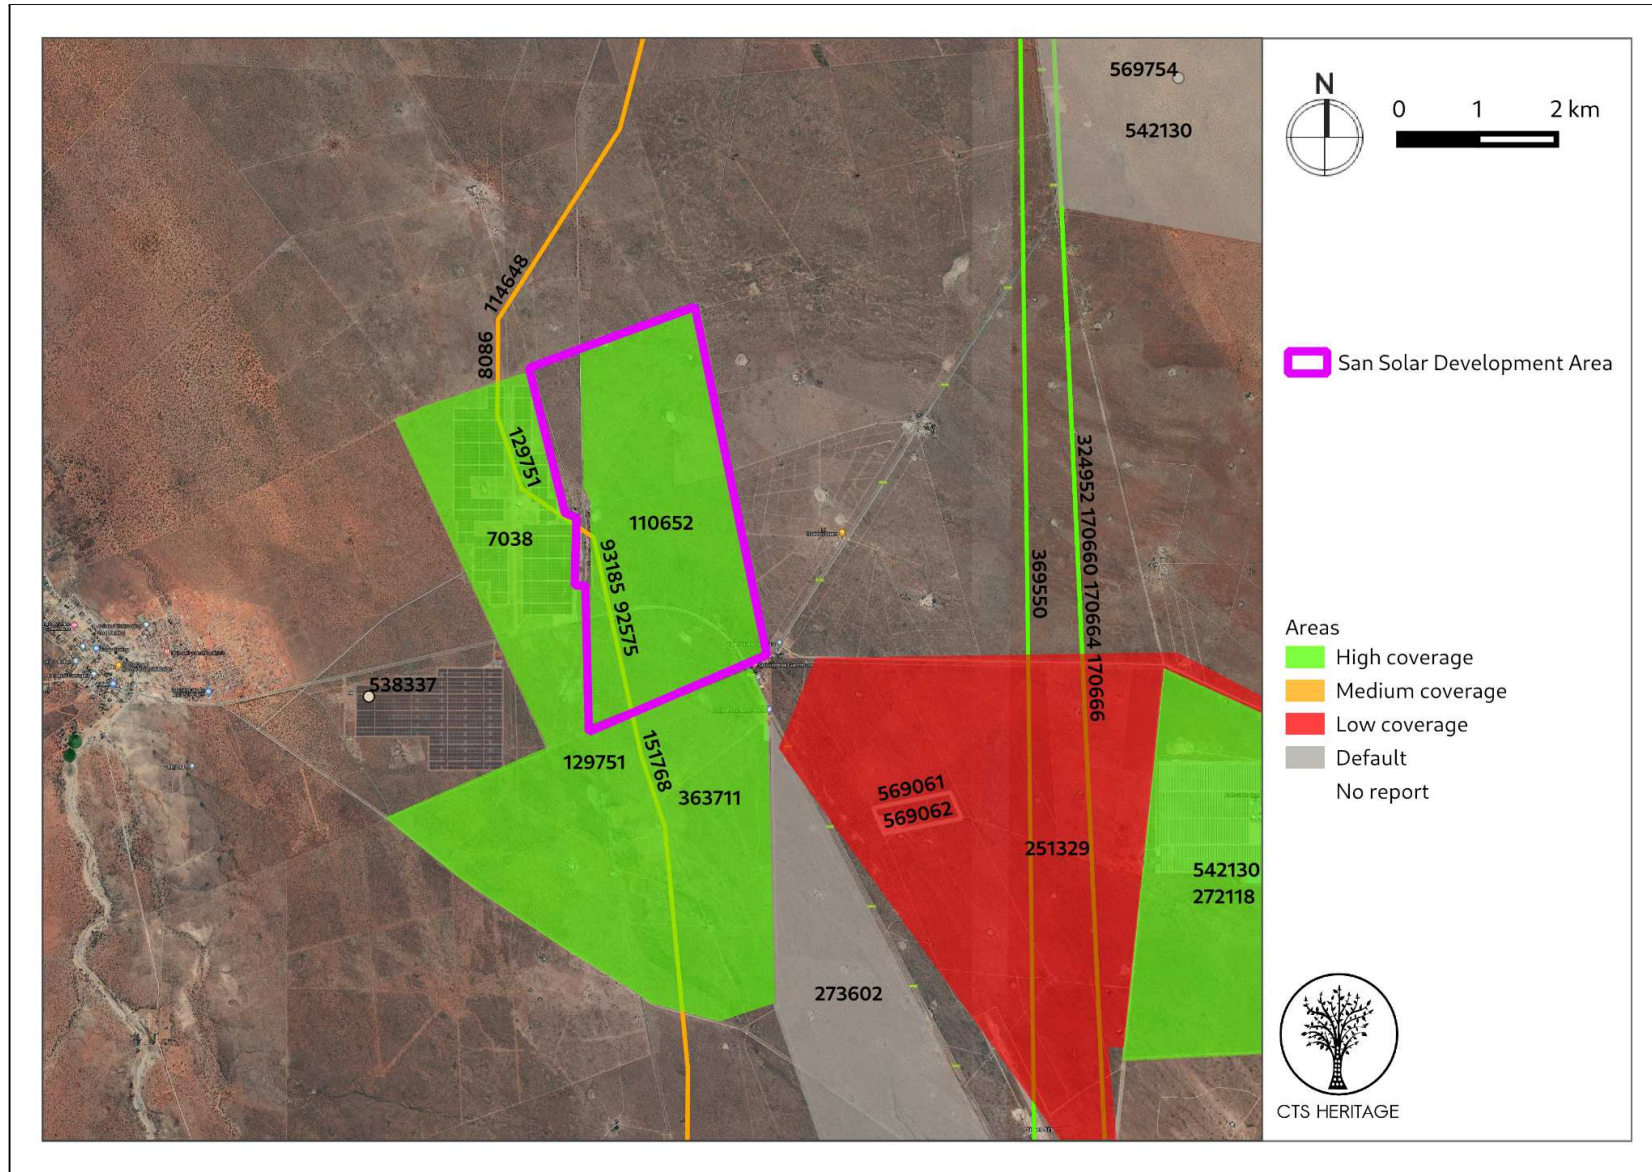 569754
542130
114648
8086
129751
7038
110652
93185 92575
369550
324952 170660 170664 170666
538337
129751
151768
363711
569061
569062
251329
542130
272118
273602
N
0 1 2 km
San Solar Development Area
Areas
High coverage
Medium coverage
Low coverage
Default
No report
CTS HERITAGE